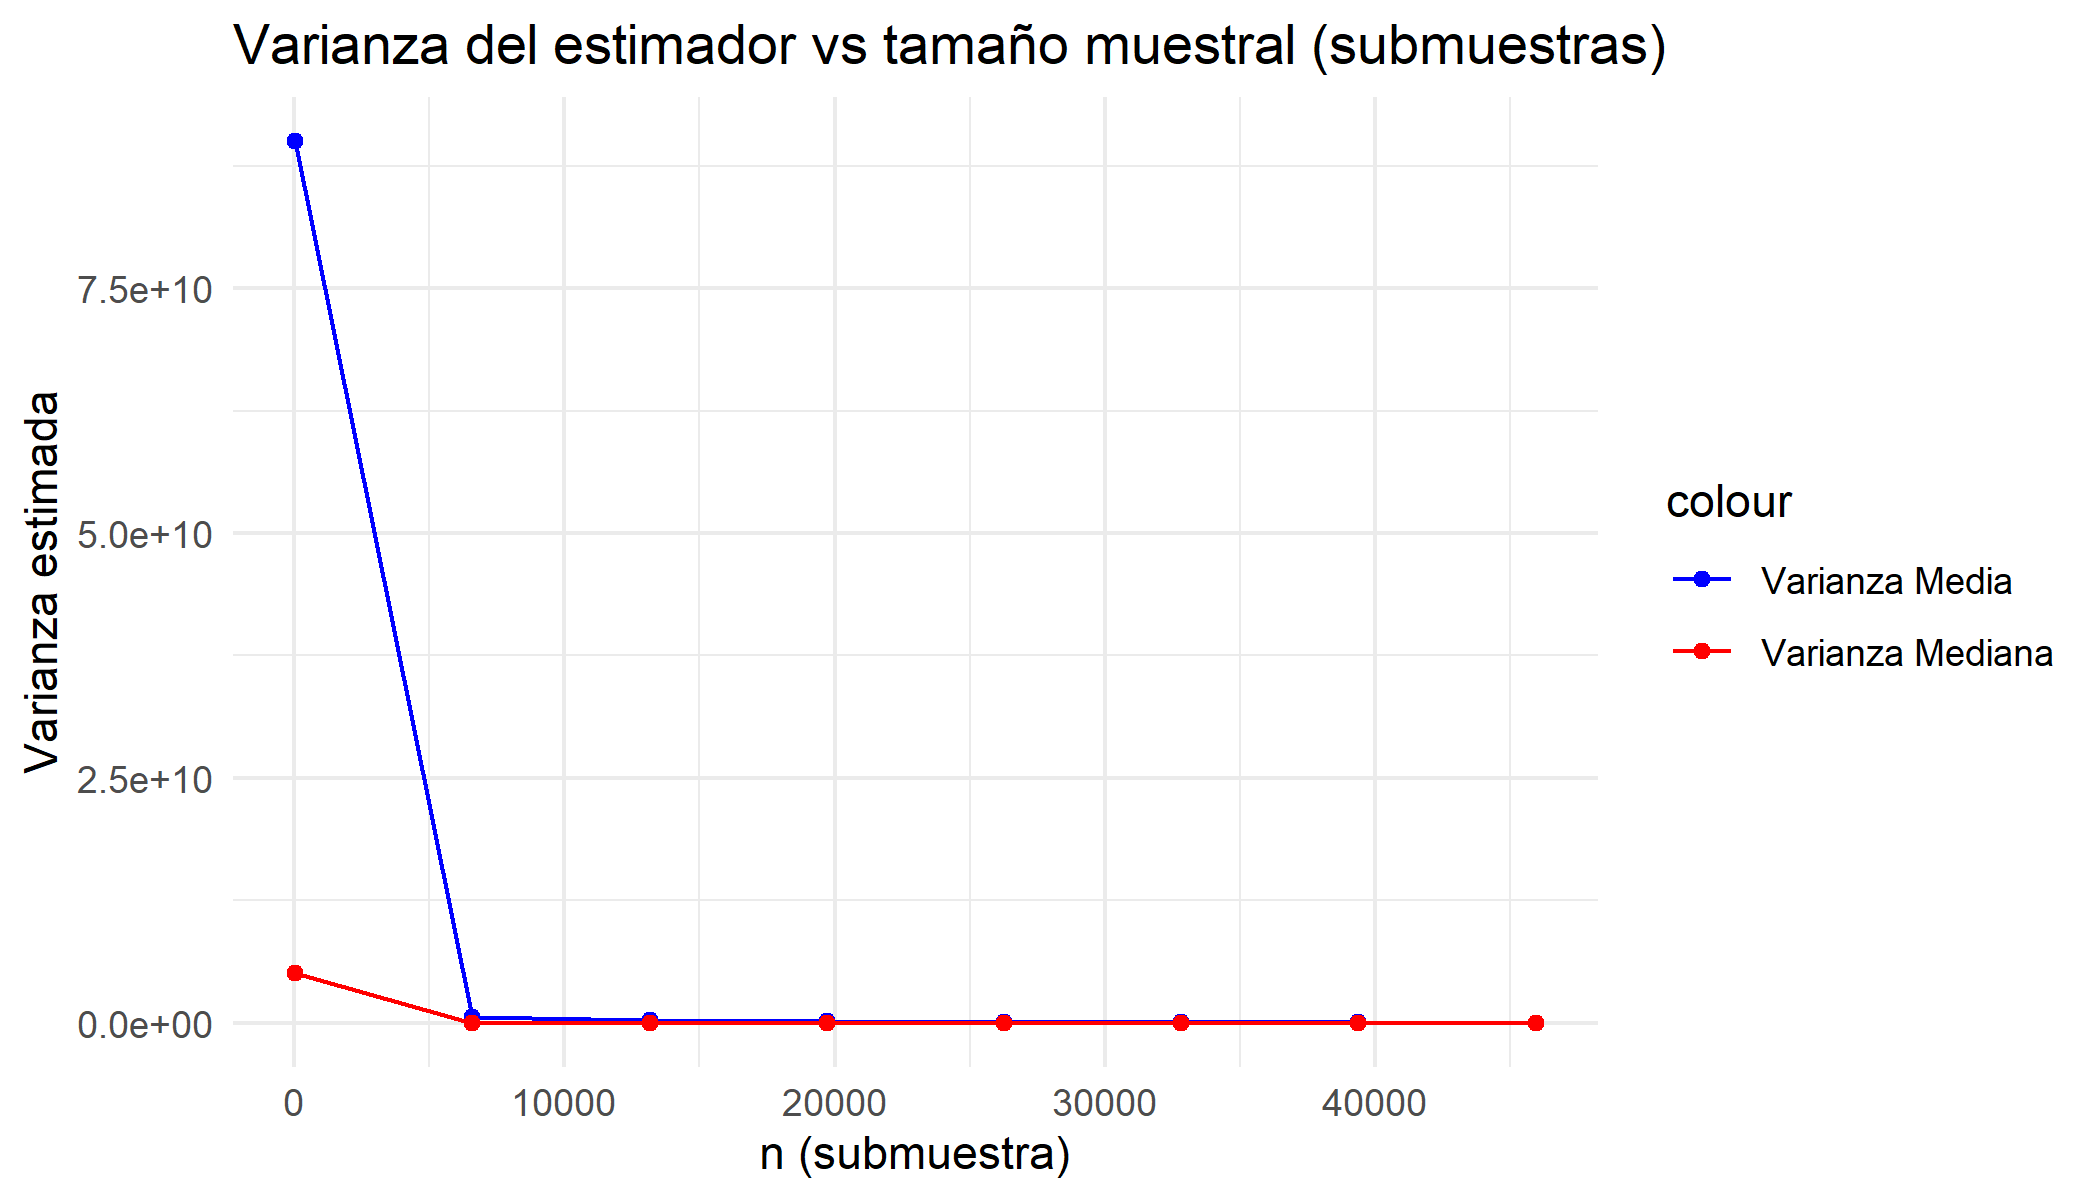 Varianza del estimador vs tamaño muestral (submuestras)
Varianza estimada
7.5e+10
5.0e+10
2.5e+10
0.0e+00
0
10000
20000
30000
40000
n (submuestra)
colour
Varianza Media
Varianza Mediana